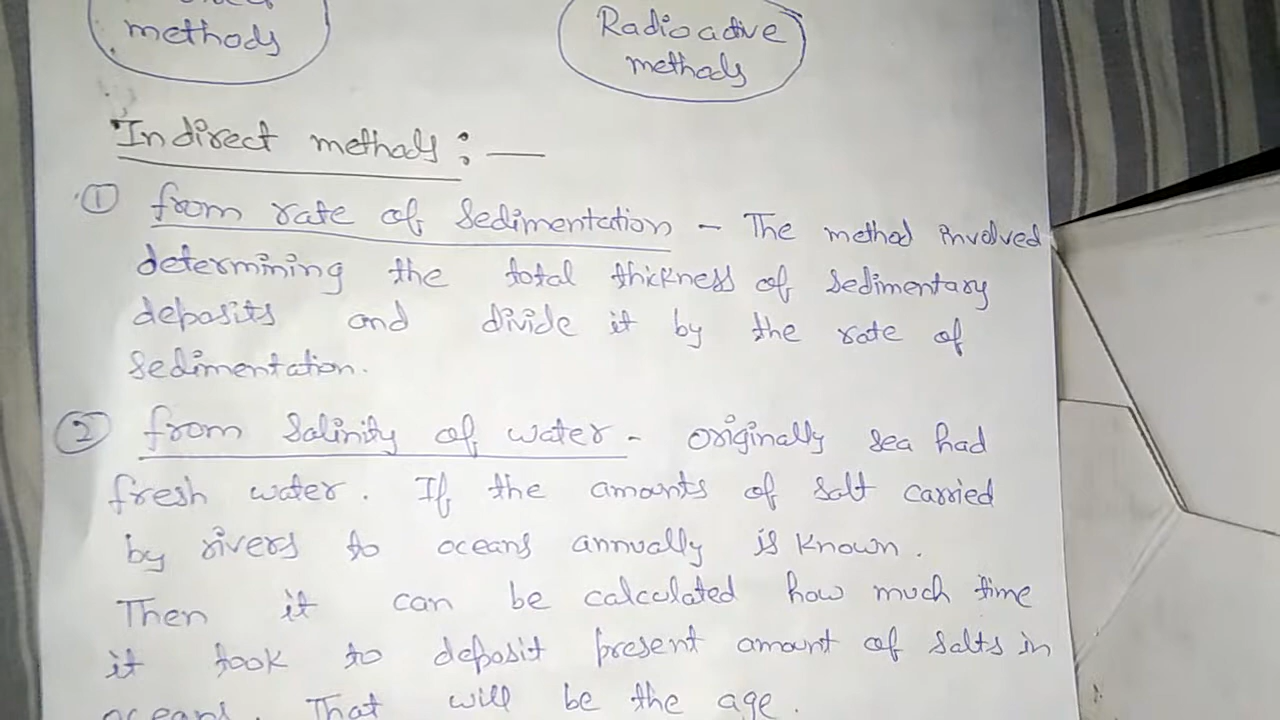 methods
Radioactive
methods
Indirect methods : —
① from rate of sedimentation - The method involved
determining the total thickness of sedimentary
deposits and divide it by the rate of
sedimentation.
② from salinity of water - originally sea had
fresh water. If the amounts of salt carried
by rivers to oceans annually is known.
Then it can be calculated how much time
it took to deposit present amount of salts in
oceans. That will be the age.